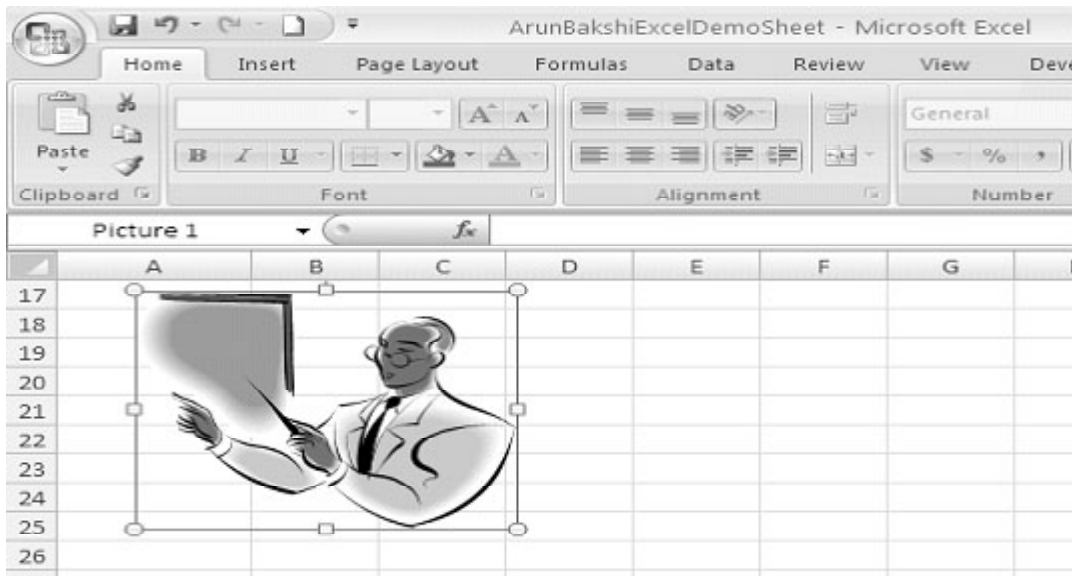 ArunBakshiExcelDemoSheet - Microsoft Excel
Home Insert Page Layout Formulas Data Review View Deve
Paste
A A General
B I U A $ % ,
Clipboard Font Alignment Number
Picture 1 fx
A B C D E F G
17
18
19
20
21
22
23
24
25
26